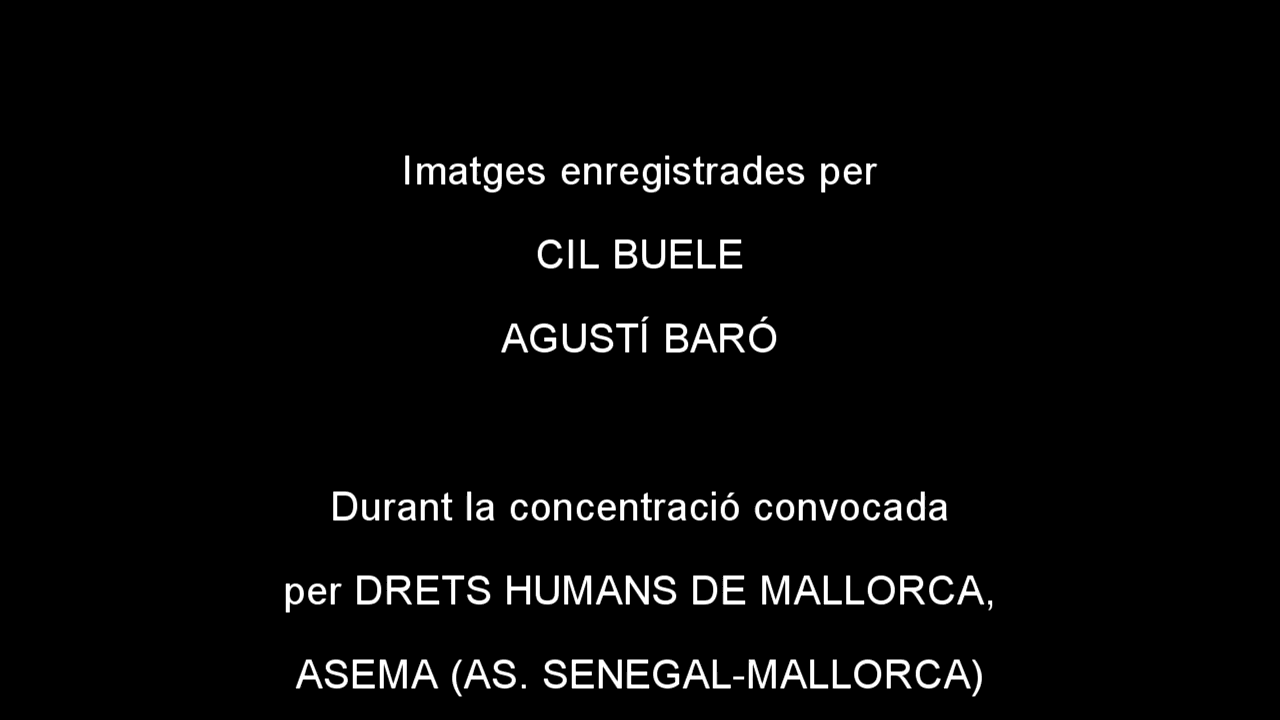 Imatges enregistrades per
CIL BUELE
AGUSTÍ BARÓ
Durant la concentració convocada
per DRETS HUMANS DE MALLORCA,
ASEMA (AS. SENEGAL-MALLORCA)